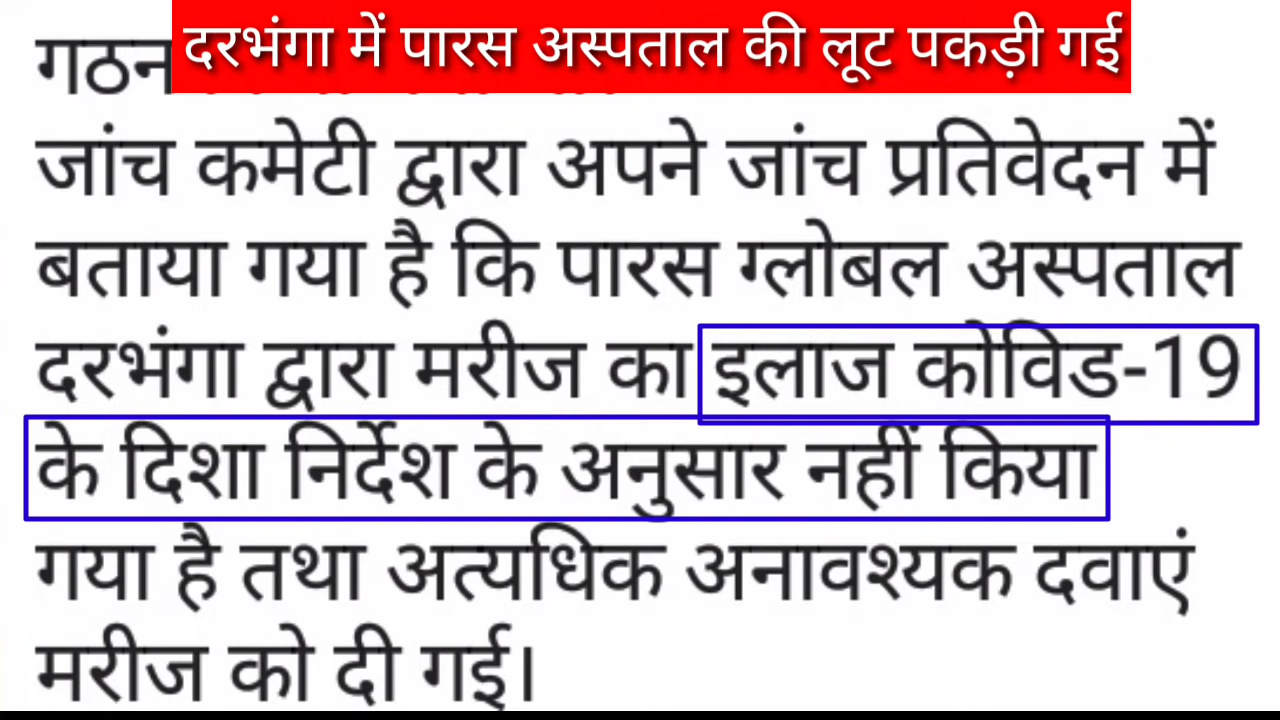 दरभंगा में पारस अस्पताल की लूट पकड़ी गई
गठन
जांच कमेटी द्वारा अपने जांच प्रतिवेदन में
बताया गया है कि पारस ग्लोबल अस्पताल
दरभंगा द्वारा मरीज का इलाज कोविड-19
के दिशा निर्देश के अनुसार नहीं किया
गया है तथा अत्यधिक अनावश्यक दवाएं
मरीज को दी गई।